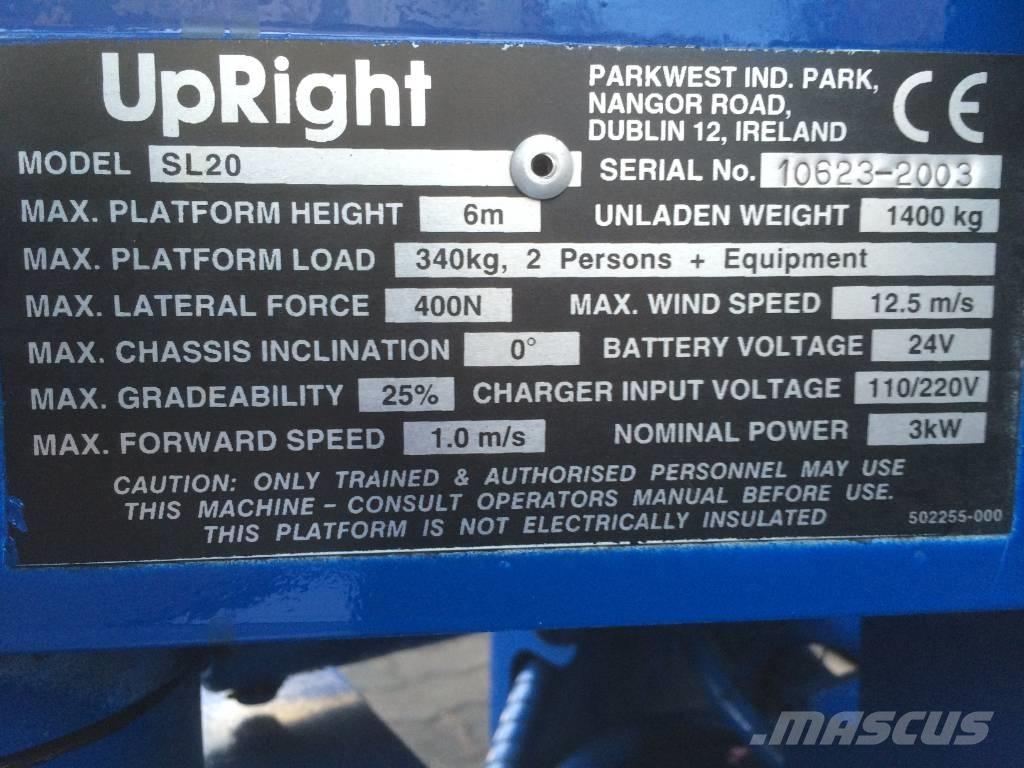 UpRight
PARKWEST IND. PARK,
NANGOR ROAD,
DUBLIN 12, IRELAND
CE
MODEL SL20
SERIAL No. 10623-2003
MAX. PLATFORM HEIGHT 6m
UNLADEN WEIGHT 1400 kg
MAX. PLATFORM LOAD 340kg, 2 Persons + Equipment
MAX. LATERAL FORCE 400N
MAX. WIND SPEED 12.5 m/s
MAX. CHASSIS INCLINATION 0°
BATTERY VOLTAGE 24V
MAX. GRADEABILITY 25%
CHARGER INPUT VOLTAGE 110/220V
MAX. FORWARD SPEED 1.0 m/s
NOMINAL POWER 3kW
CAUTION: ONLY TRAINED & AUTHORISED PERSONNEL MAY USE
THIS MACHINE - CONSULT OPERATORS MANUAL BEFORE USE.
THIS PLATFORM IS NOT ELECTRICALLY INSULATED
502255-000
MASCUS